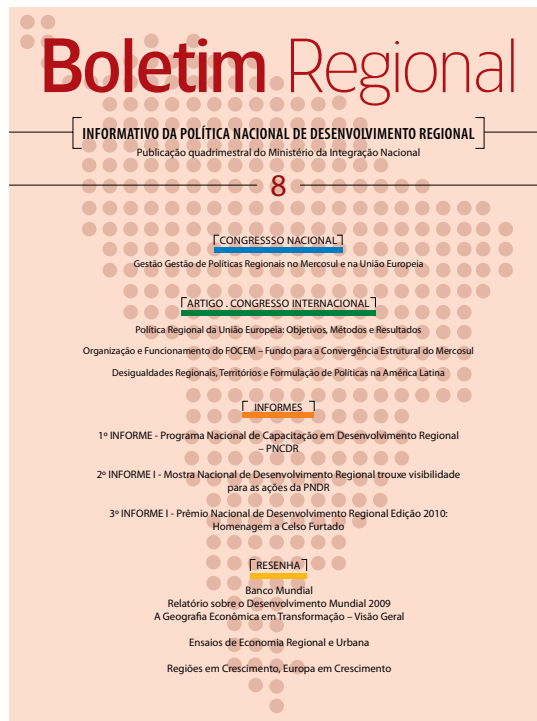 Boletim Regional
INFORMATIVO DA POLÍTICA NACIONAL DE DESENVOLVIMENTO REGIONAL
Publicação quadrimestral do Ministério da Integração Nacional
8
CONGRESSSO NACIONAL
Gestão Gestão de Políticas Regionais no Mercosul e na União Europeia
ARTIGO . CONGRESSO INTERNACIONAL
Política Regional da União Europeia: Objetivos, Métodos e Resultados
Organização e Funcionamento do FOCEM – Fundo para a Convergência Estrutural do Mercosul
Desigualdades Regionais, Territórios e Formulação de Políticas na América Latina
INFORMES
1º INFORME - Programa Nacional de Capacitação em Desenvolvimento Regional
– PNCDR
2º INFORME I - Mostra Nacional de Desenvolvimento Regional trouxe visibilidade
para as ações da PNDR
3º INFORME I - Prêmio Nacional de Desenvolvimento Regional Edição 2010:
Homenagem a Celso Furtado
RESENHA
Banco Mundial
Relatório sobre o Desenvolvimento Mundial 2009
A Geografia Econômica em Transformação – Visão Geral
Ensaios de Economia Regional e Urbana
Regiões em Crescimento, Europa em Crescimento